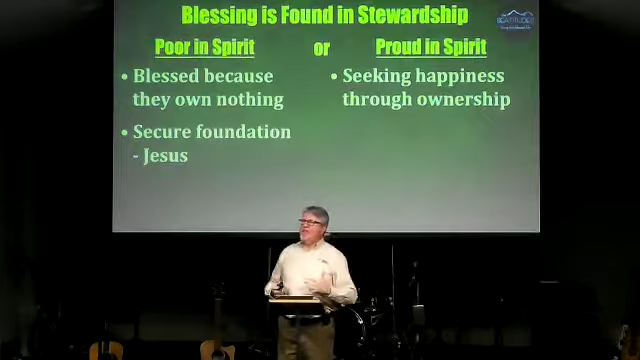 Blessing is Found in Stewardship
BEATITUDES
Poor in Spirit or Proud in Spirit
• Blessed because
they own nothing
• Secure foundation
- Jesus
• Seeking happiness
through ownership